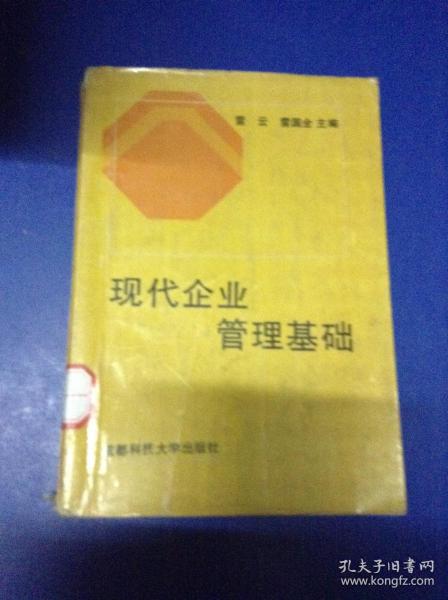 雷云 雷国全 主编
现代企业
管理基础
成都科技大学出版社
孔夫子旧书网
www.kongfz.com